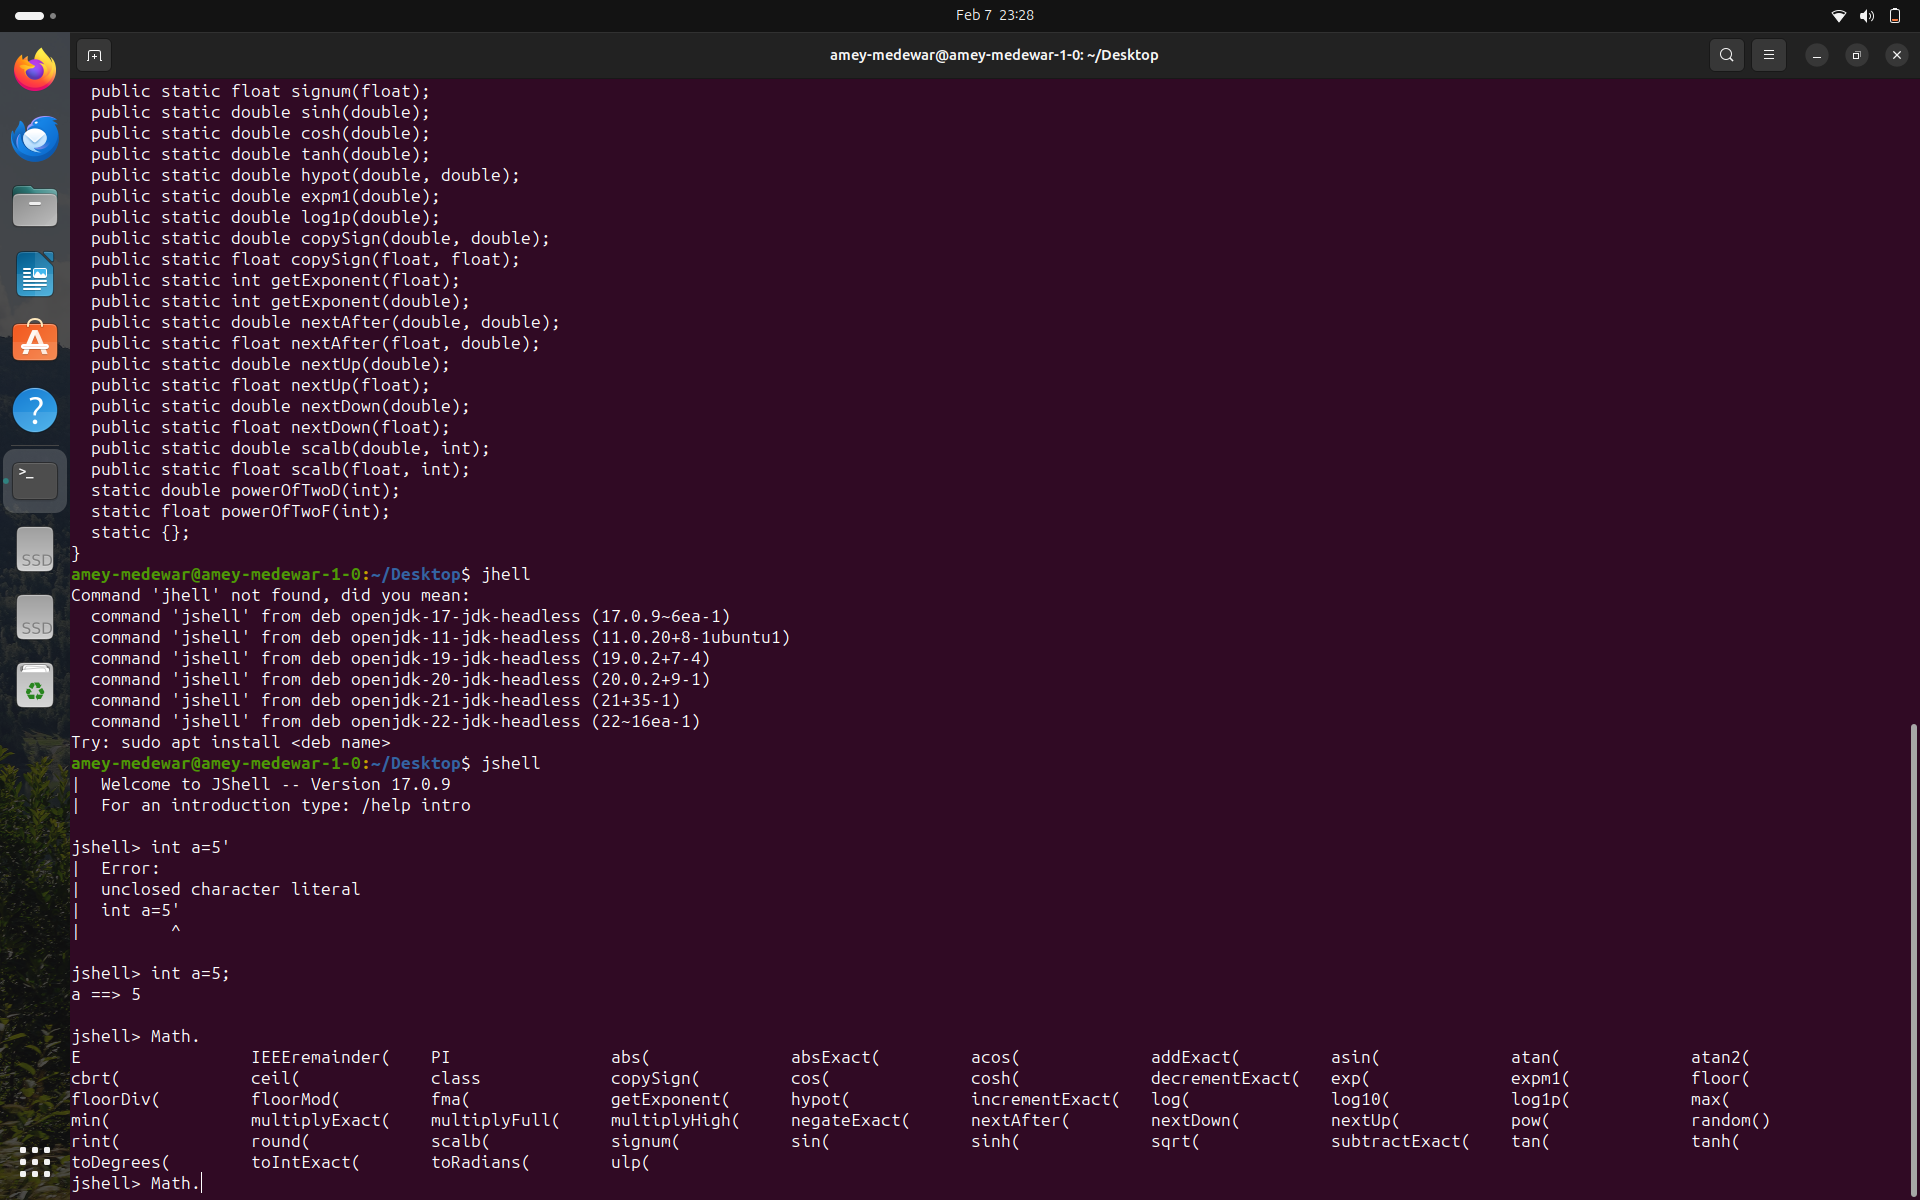 Feb 7 23:28
amey-medewar@amey-medewar-1-0: ~/Desktop
public static float signum(float);
public static double sinh(double);
public static double cosh(double);
public static double tanh(double);
public static double hypot(double, double);
public static double expm1(double);
public static double log1p(double);
public static double copySign(double, double);
public static float copySign(float, float);
public static int getExponent(float);
public static int getExponent(double);
public static double nextAfter(double, double);
public static float nextAfter(float, double);
public static double nextUp(double);
public static float nextUp(float);
public static double nextDown(double);
public static float nextDown(float);
public static double scalb(double, int);
public static float scalb(float, int);
static double powerOfTwoD(int);
static float powerOfTwoF(int);
static {};
}
amey-medewar@amey-medewar-1-0:~/Desktop$ jhell
Command 'jhell' not found, did you mean:
command 'jshell' from deb openjdk-17-jdk-headless (17.0.9~6ea-1)
command 'jshell' from deb openjdk-11-jdk-headless (11.0.20+8-1ubuntu1)
command 'jshell' from deb openjdk-19-jdk-headless (19.0.2+7-4)
command 'jshell' from deb openjdk-20-jdk-headless (20.0.2+9-1)
command 'jshell' from deb openjdk-21-jdk-headless (21+35-1)
command 'jshell' from deb openjdk-22-jdk-headless (22~16ea-1)
Try: sudo apt install <deb name>
amey-medewar@amey-medewar-1-0:~/Desktop$ jshell
|  Welcome to JShell -- Version 17.0.9
|  For an introduction type: /help intro
jshell> int a=5'
|  Error:
|  unclosed character literal
|  int a=5'
|         ^
jshell> int a=5;
a ==> 5
jshell> Math.
E IEEEremainder( PI abs( absExact( acos( addExact( asin( atan( atan2(
cbrt( ceil( class copySign( cos( cosh( decrementExact( exp( expm1( floor(
floorDiv( floorMod( fma( getExponent( hypot( incrementExact( log( log10( log1p( max(
min( multiplyExact( multiplyFull( multiplyHigh( negateExact( nextAfter( nextDown( nextUp( pow( random()
rint( round( scalb( signum( sin( sinh( sqrt( subtractExact( tan( tanh(
toDegrees( toIntExact( toRadians( ulp(
jshell> Math.
SSD
SSD